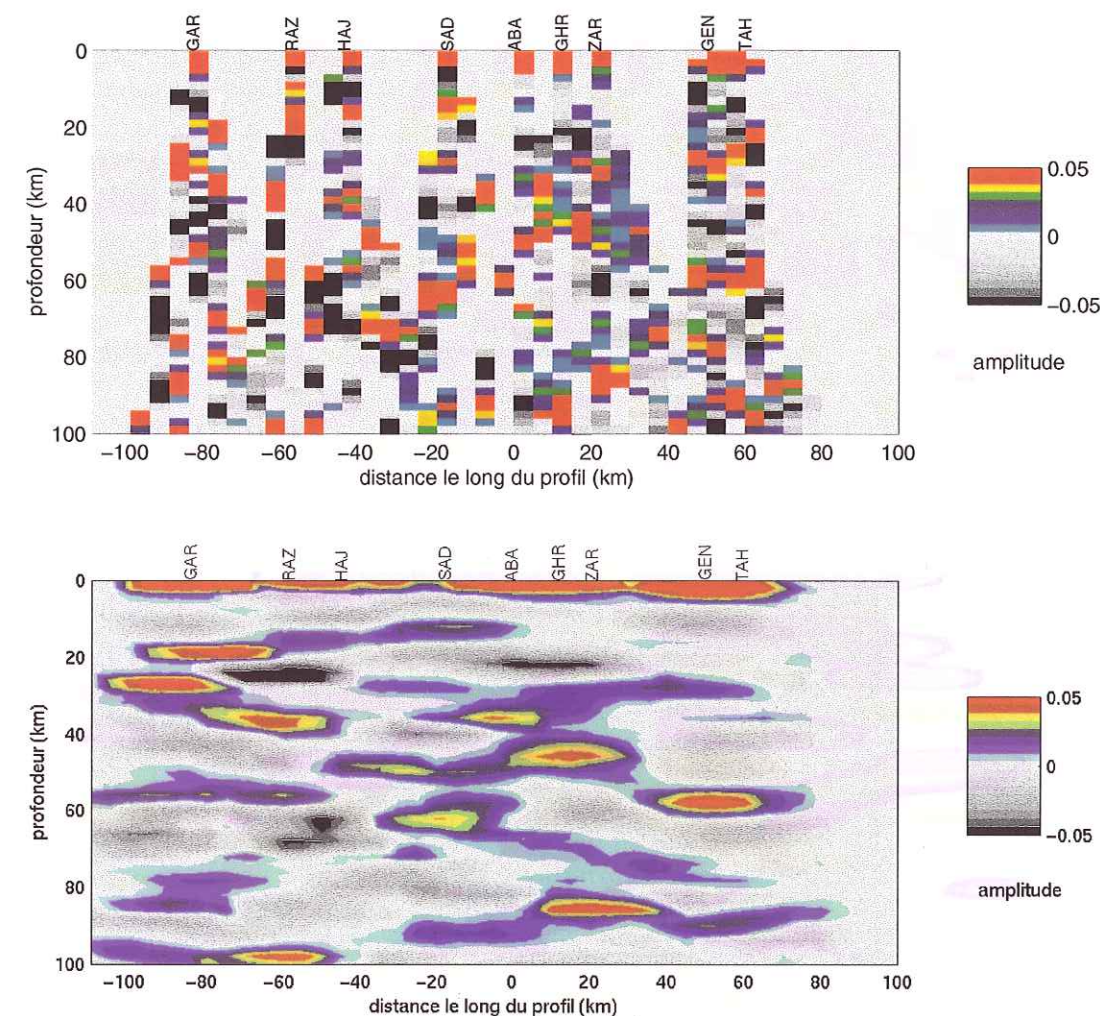 GAR RAZ HAJ SAD ABA GHR ZAR GEN TAH
0
20
40
60
80
100
profondeur (km)
−100 −80 −60 −40 −20 0 20 40 60 80 100
distance le long du profil (km)
0.05
0
−0.05
amplitude
GAR RAZ HAJ SAD ABA GHR ZAR GEN TAH
0
20
40
60
80
100
profondeur (km)
−100 −80 −60 −40 −20 0 20 40 60 80 100
distance le long du profil (km)
0.05
0
−0.05
amplitude